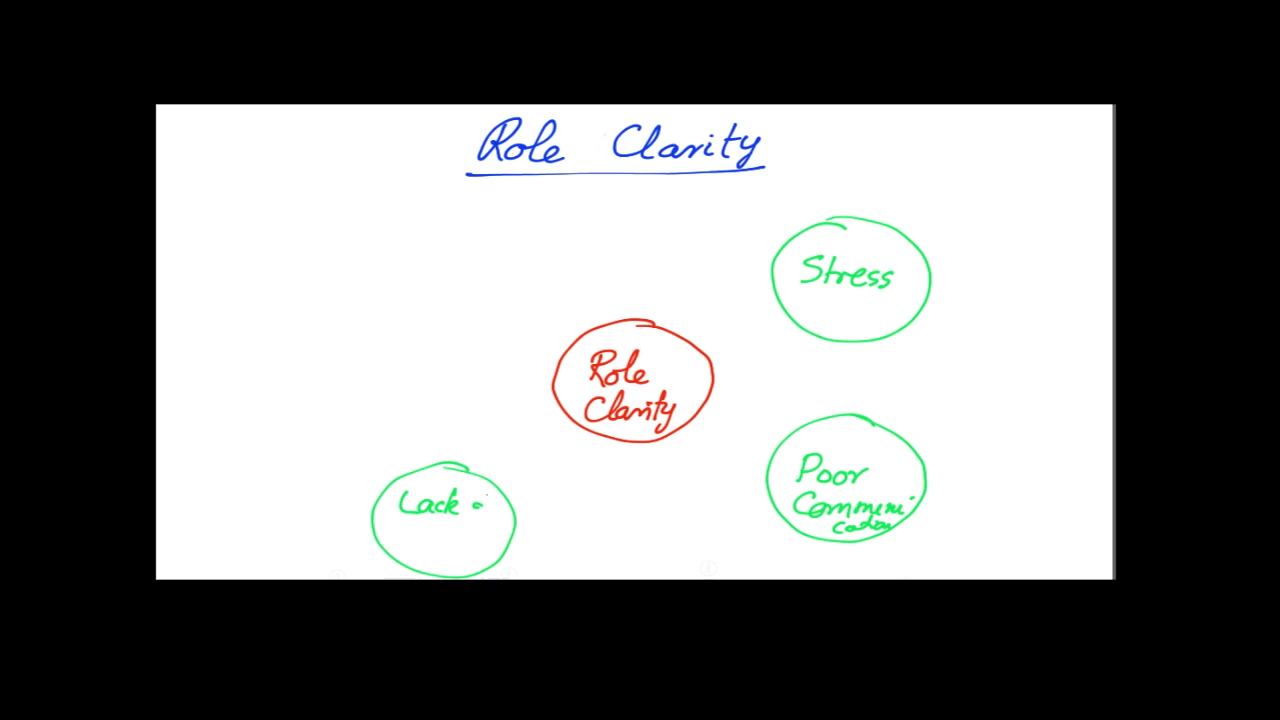 Role Clarity
Stress
Role
Clarity
Poor
Communi
cation
Lack o